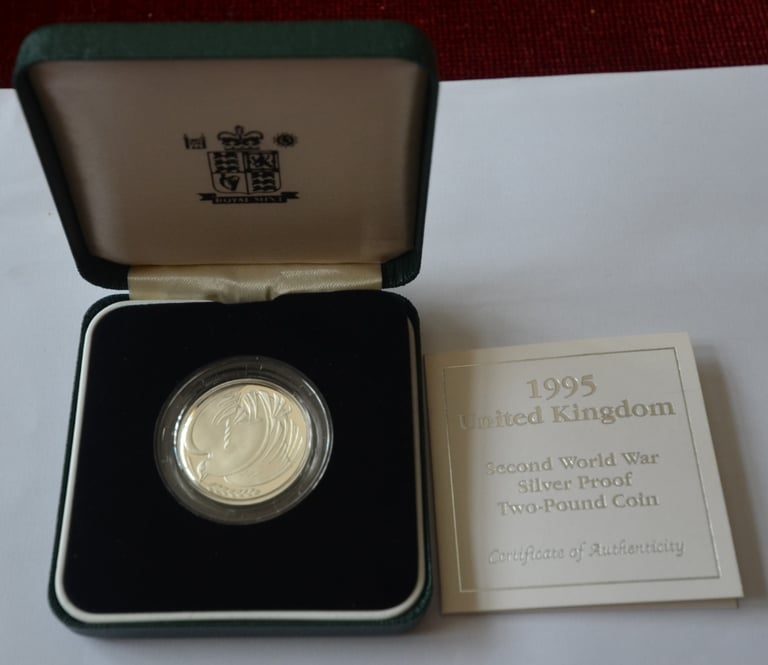 ROYAL MINT
1995
United Kingdom
Second World War
Silver Proof
Two-Pound Coin
Certificate of Authenticity